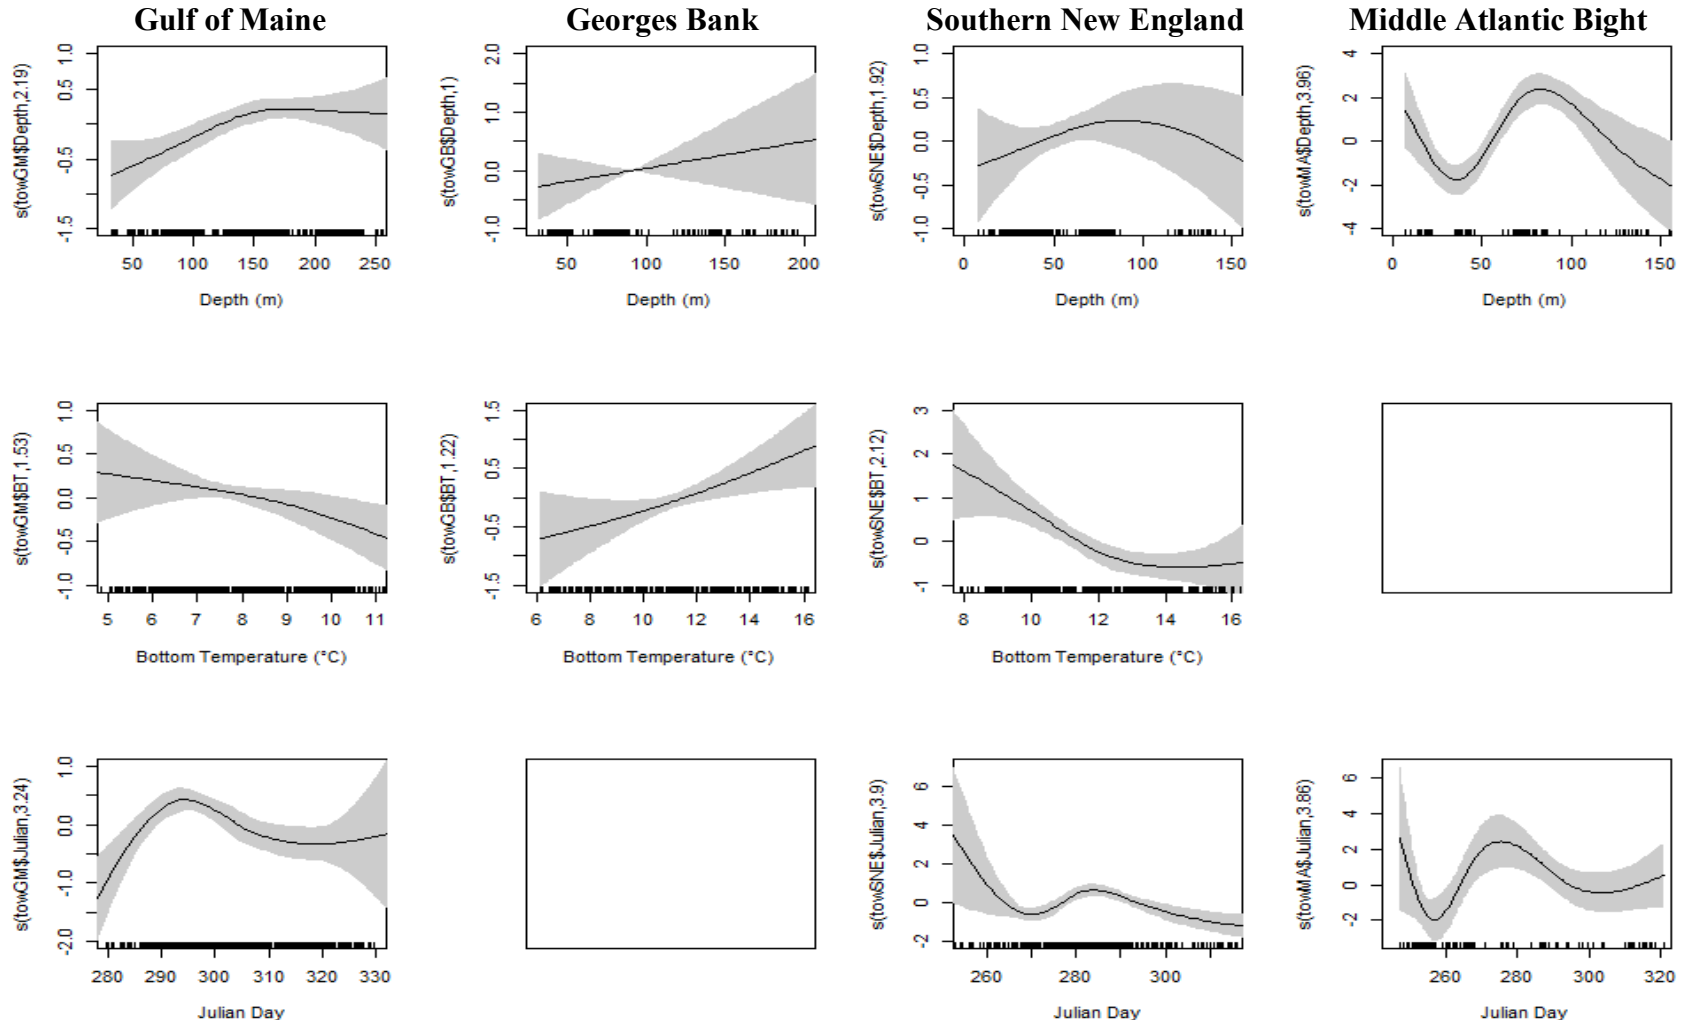 Gulf of Maine Georges Bank Southern New England Middle Atlantic Bight
s(towGM$Depth,2.19)
1.0
0.5
-0.5
-1.5
50 100 150 200 250
Depth (m)
s(towGB$Depth,1)
2.0
1.0
0.0
-1.0
50 100 150 200
Depth (m)
s(towSNE$Depth,1.92)
1.0
0.5
0.0
-0.5
-1.0
0 50 100 150
Depth (m)
s(towMA$Depth,3.96)
4
2
0
-2
-4
0 50 100 150
Depth (m)
s(towGM$BT,1.53)
1.0
0.5
0.0
-0.5
-1.0
5 6 7 8 9 10 11
Bottom Temperature (°C)
s(towGB$BT,1.22)
1.5
0.5
-0.5
-1.5
6 8 10 12 14 16
Bottom Temperature (°C)
s(towSNE$BT,2.12)
3
2
1
0
-1
8 10 12 14 16
Bottom Temperature (°C)
s(towGM$Julian,3.24)
1.0
0.0
-1.0
-2.0
280 290 300 310 320 330
Julian Day
s(towSNE$Julian,3.9)
6
4
2
0
-2
260 280 300
Julian Day
s(towMA$Julian,3.86)
6
4
2
0
-2
260 280 300 320
Julian Day